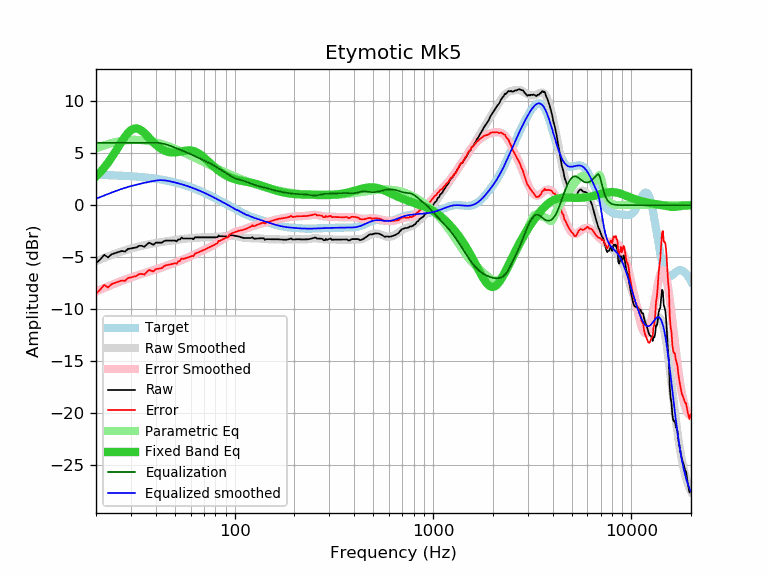 Etymotic Mk5
Amplitude (dBr)
10
5
0
−5
−10
−15
−20
−25
Target
Raw Smoothed
Error Smoothed
Raw
Error
Parametric Eq
Fixed Band Eq
Equalization
Equalized smoothed
100 1000 10000
Frequency (Hz)